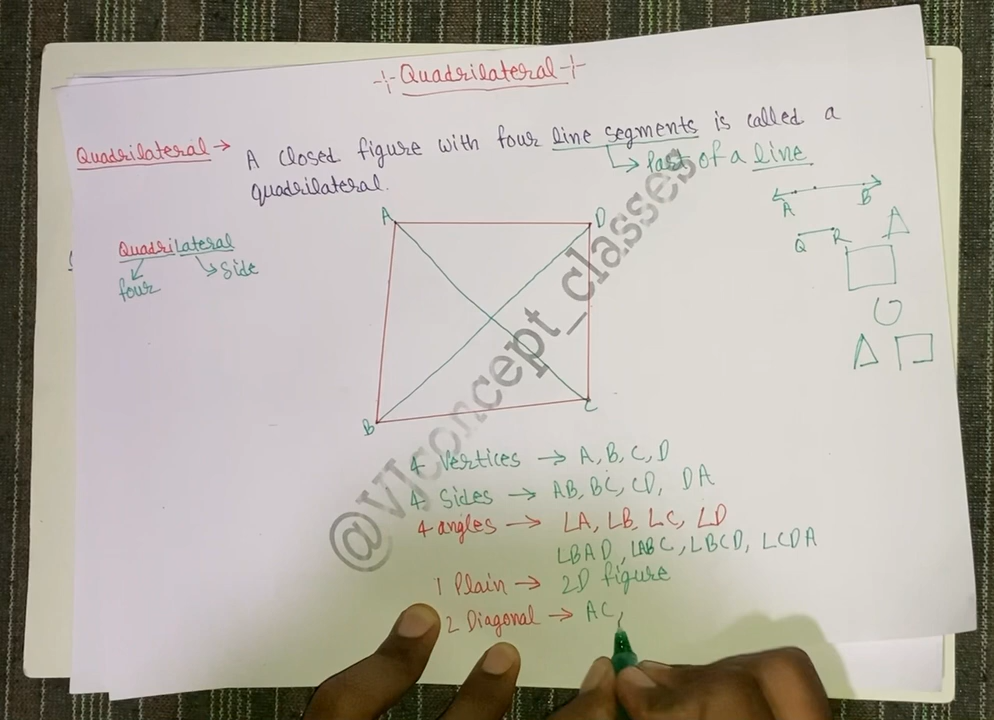 Quadrilateral
Quadrilateral → A closed figure with four line segments is called a
→ Part of a line
quadrilateral.
Quadrilateral
four
Side
A
D
B
C
A
B
Q
R
4 Vertices → A, B, C, D
4 Sides → AB, BC, CD, DA
4 angles → ∠A, ∠B, ∠C, ∠D
∠BAD, ∠ABC, ∠BCD, ∠CDA
1 Plain → 2D figure
2 Diagonal → AC,
@VJconcept_classes